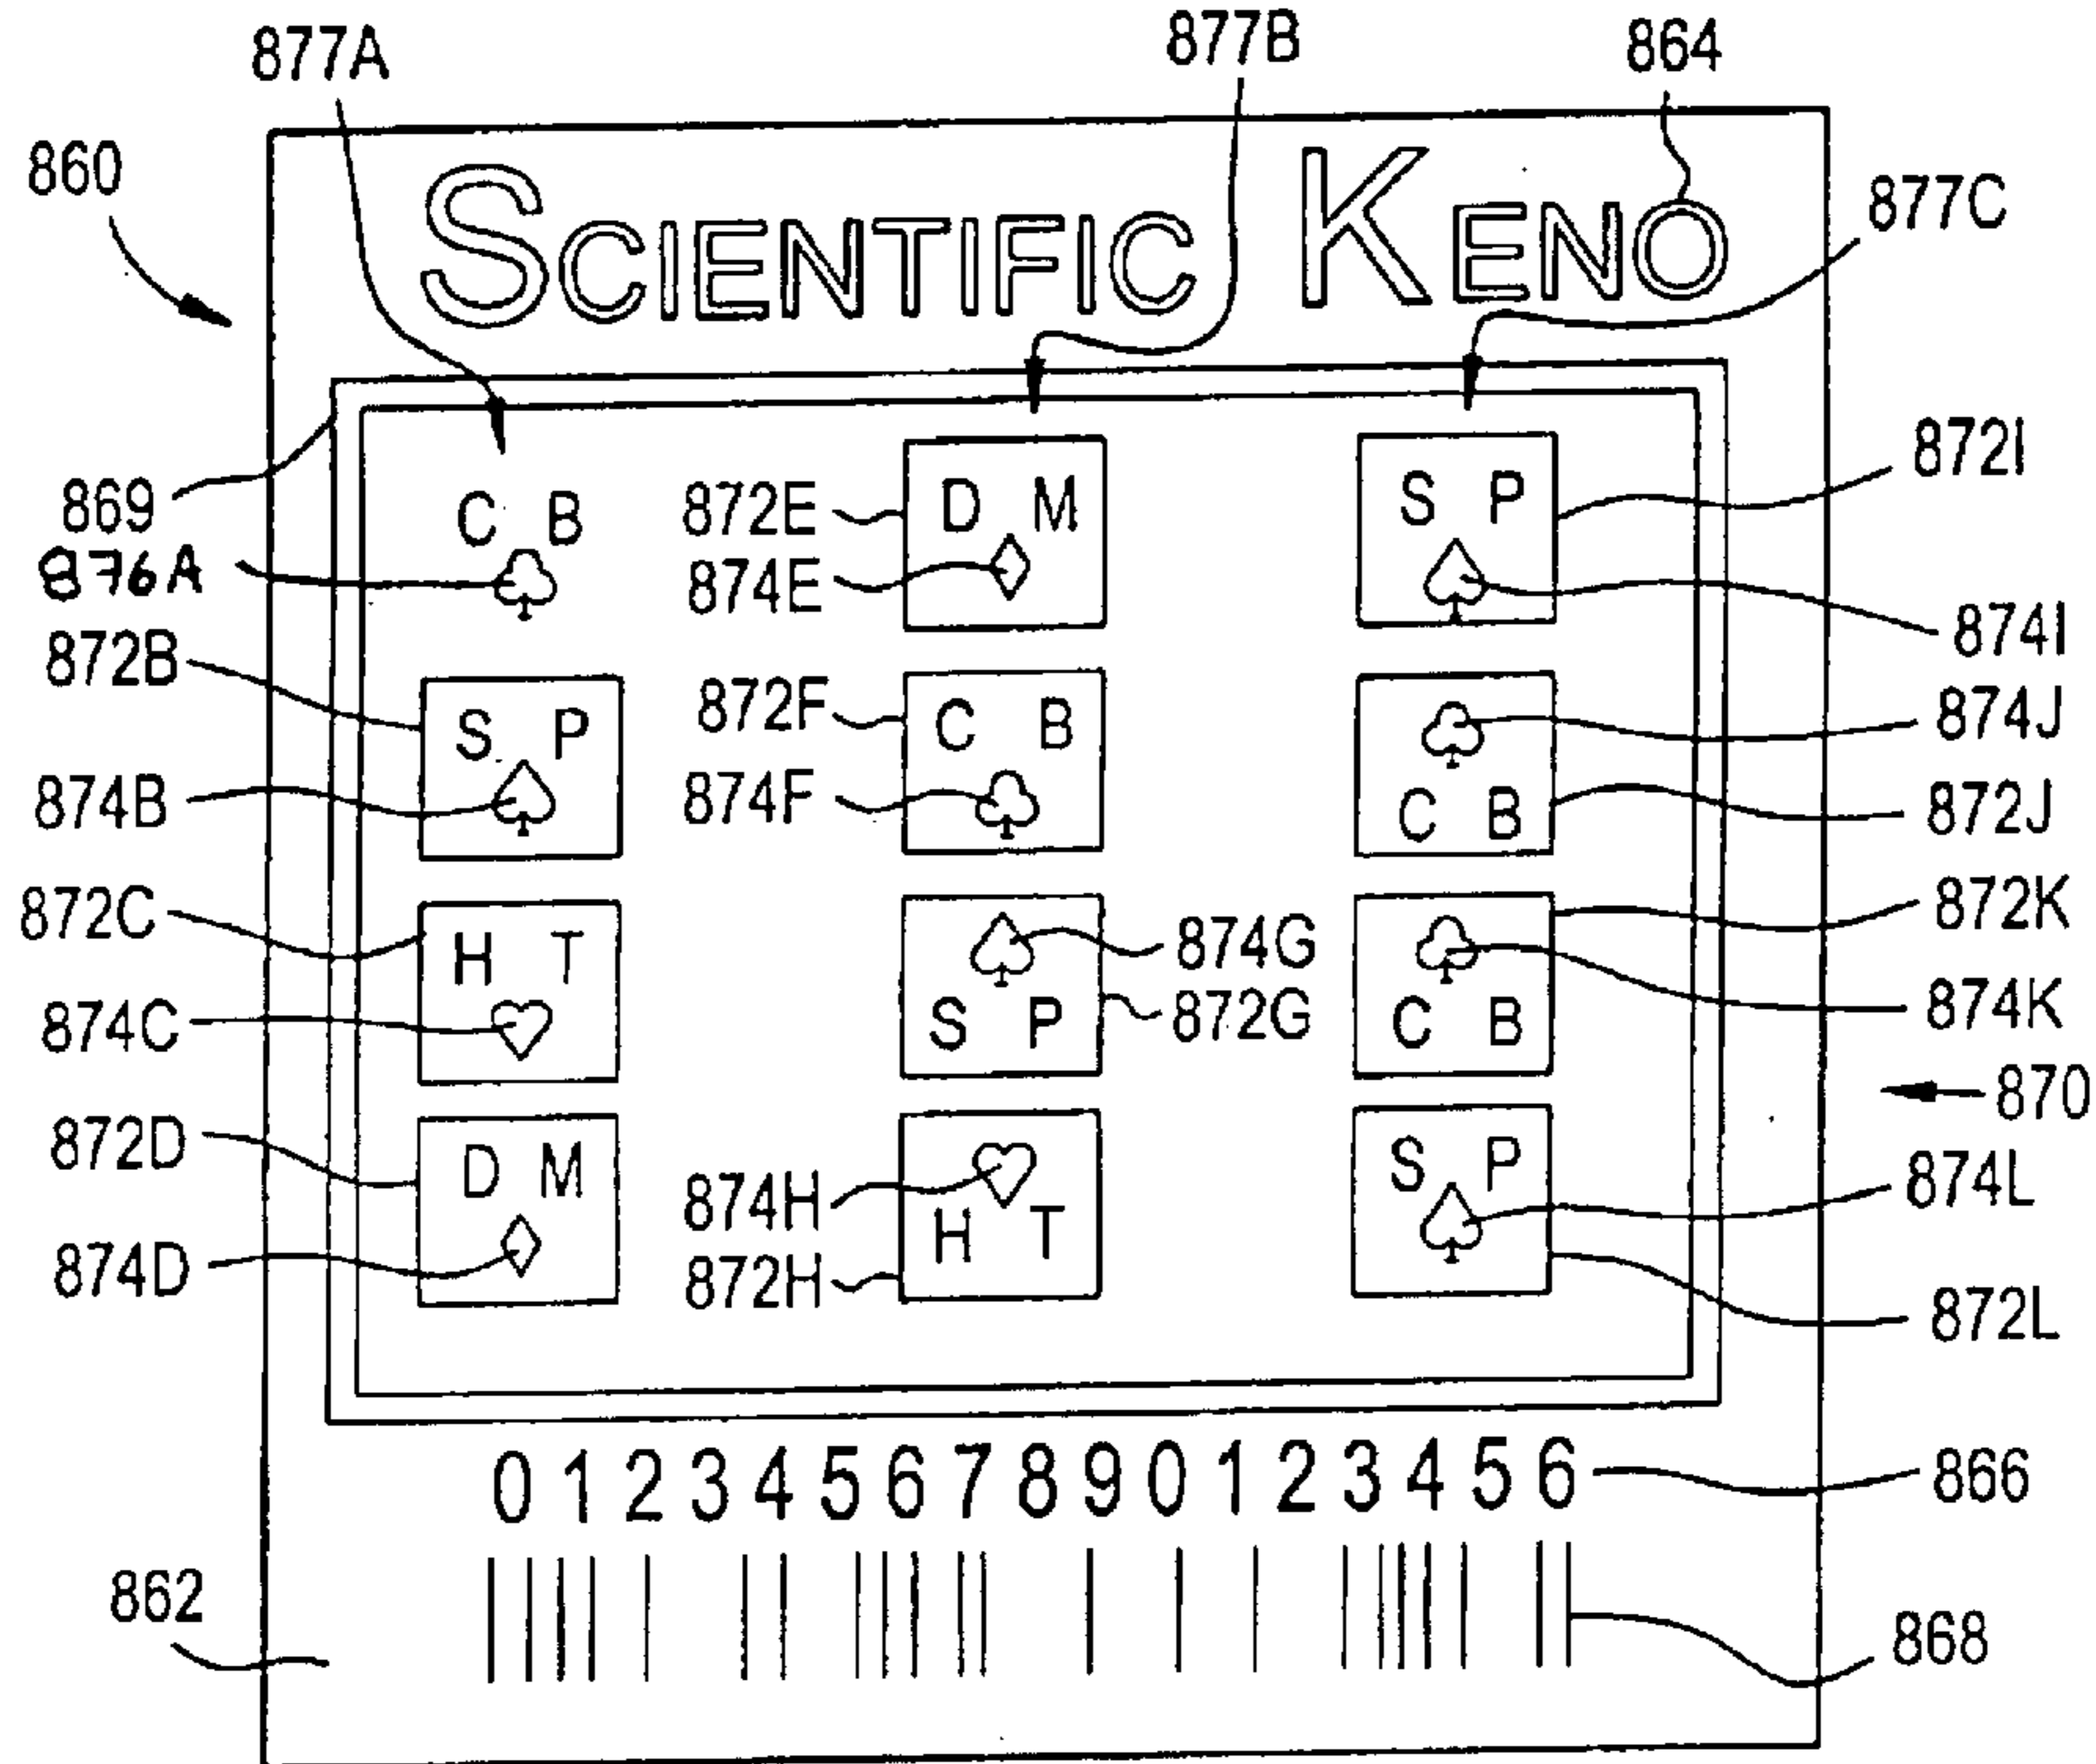 877A 877B 864
860
SCIENTIFIC KENO
877C
869
C B
876A
872E
D M
874E
S P
872I
874I
872B
S P
874B
872F
C B
874F
874J
C B
872J
872C
H T
874C
874G
S P
872G
872K
874K
C B
870
872D
D M
874D
874H
H T
872H
S P
874L
872L
0 1 2 3 4 5 6 7 8 9 0 1 2 3 4 5 6
866
862
868